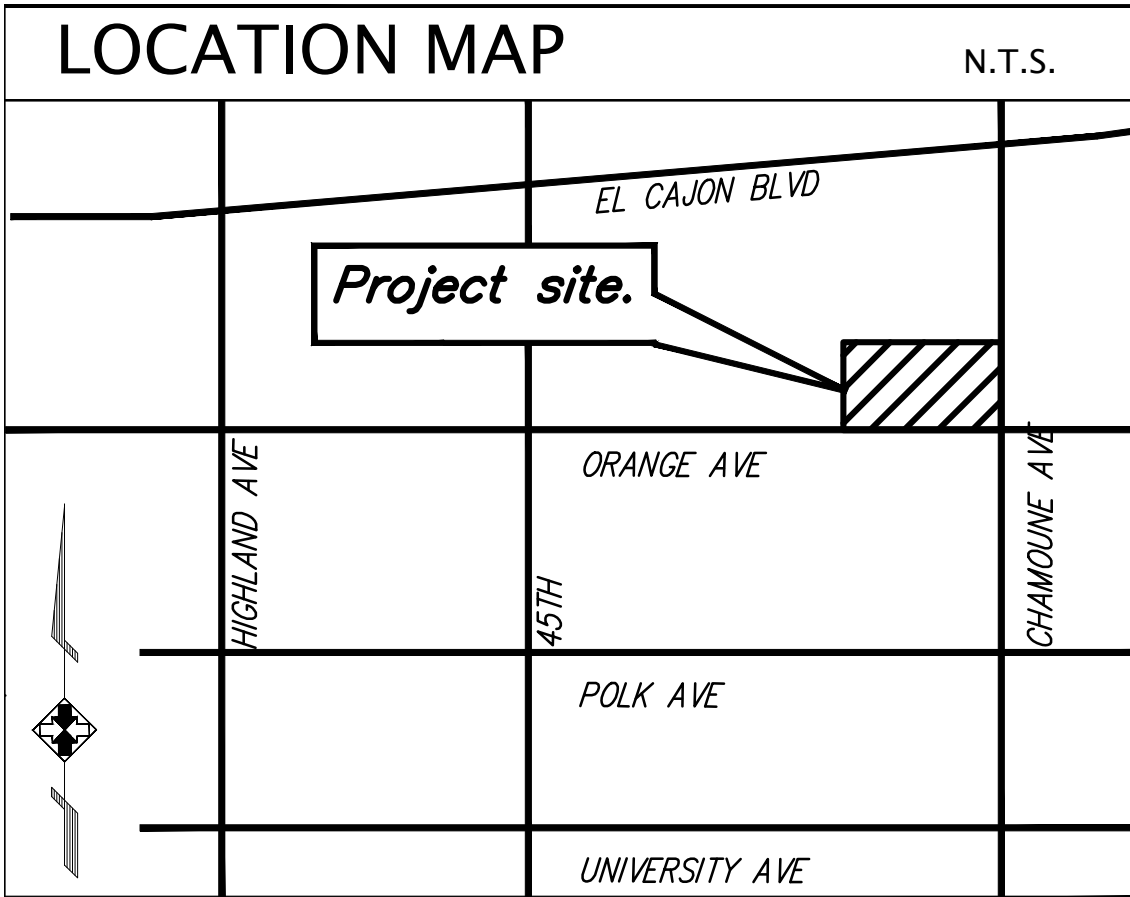 LOCATION MAP
N.T.S.
EL CAJON BLVD
Project site.
ORANGE AVE
HIGHLAND AVE
45TH
CHAMOUNE AVE
POLK AVE
UNIVERSITY AVE